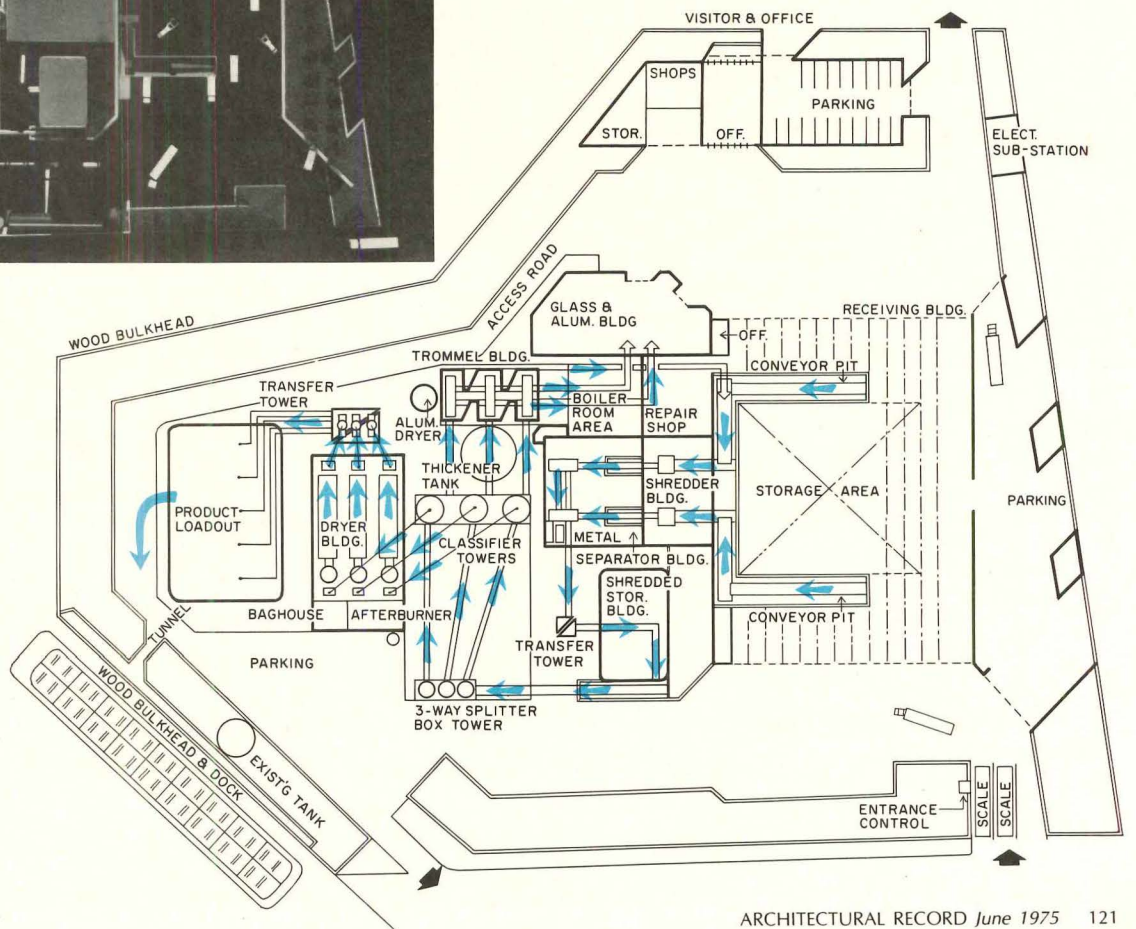 VISITOR & OFFICE
SHOPS
PARKING
STOR.
OFF.
ELECT.
SUB-STATION
ACCESS ROAD
WOOD BULKHEAD
GLASS &
ALUM. BLDG
RECEIVING BLDG.
OFF.
TROMMEL BLDG.
CONVEYOR PIT
TRANSFER
TOWER
BOILER
ROOM
AREA
REPAIR
SHOP
ALUM.
DRYER
THICKENER
TANK
SHREDDER
BLDG.
STORAGE AREA
PARKING
PRODUCT
LOADOUT
DRYER
BLDG.
CLASSIFIER
TOWERS
METAL
SEPARATOR BLDG.
SHREDDED
STOR.
BLDG.
BAGHOUSE
AFTERBURNER
CONVEYOR PIT
TUNNEL
TRANSFER
TOWER
PARKING
3-WAY SPLITTER
BOX TOWER
WOOD BULKHEAD & DOCK
EXIST'G TANK
ENTRANCE
CONTROL
SCALE
SCALE
ARCHITECTURAL RECORD June 1975 121